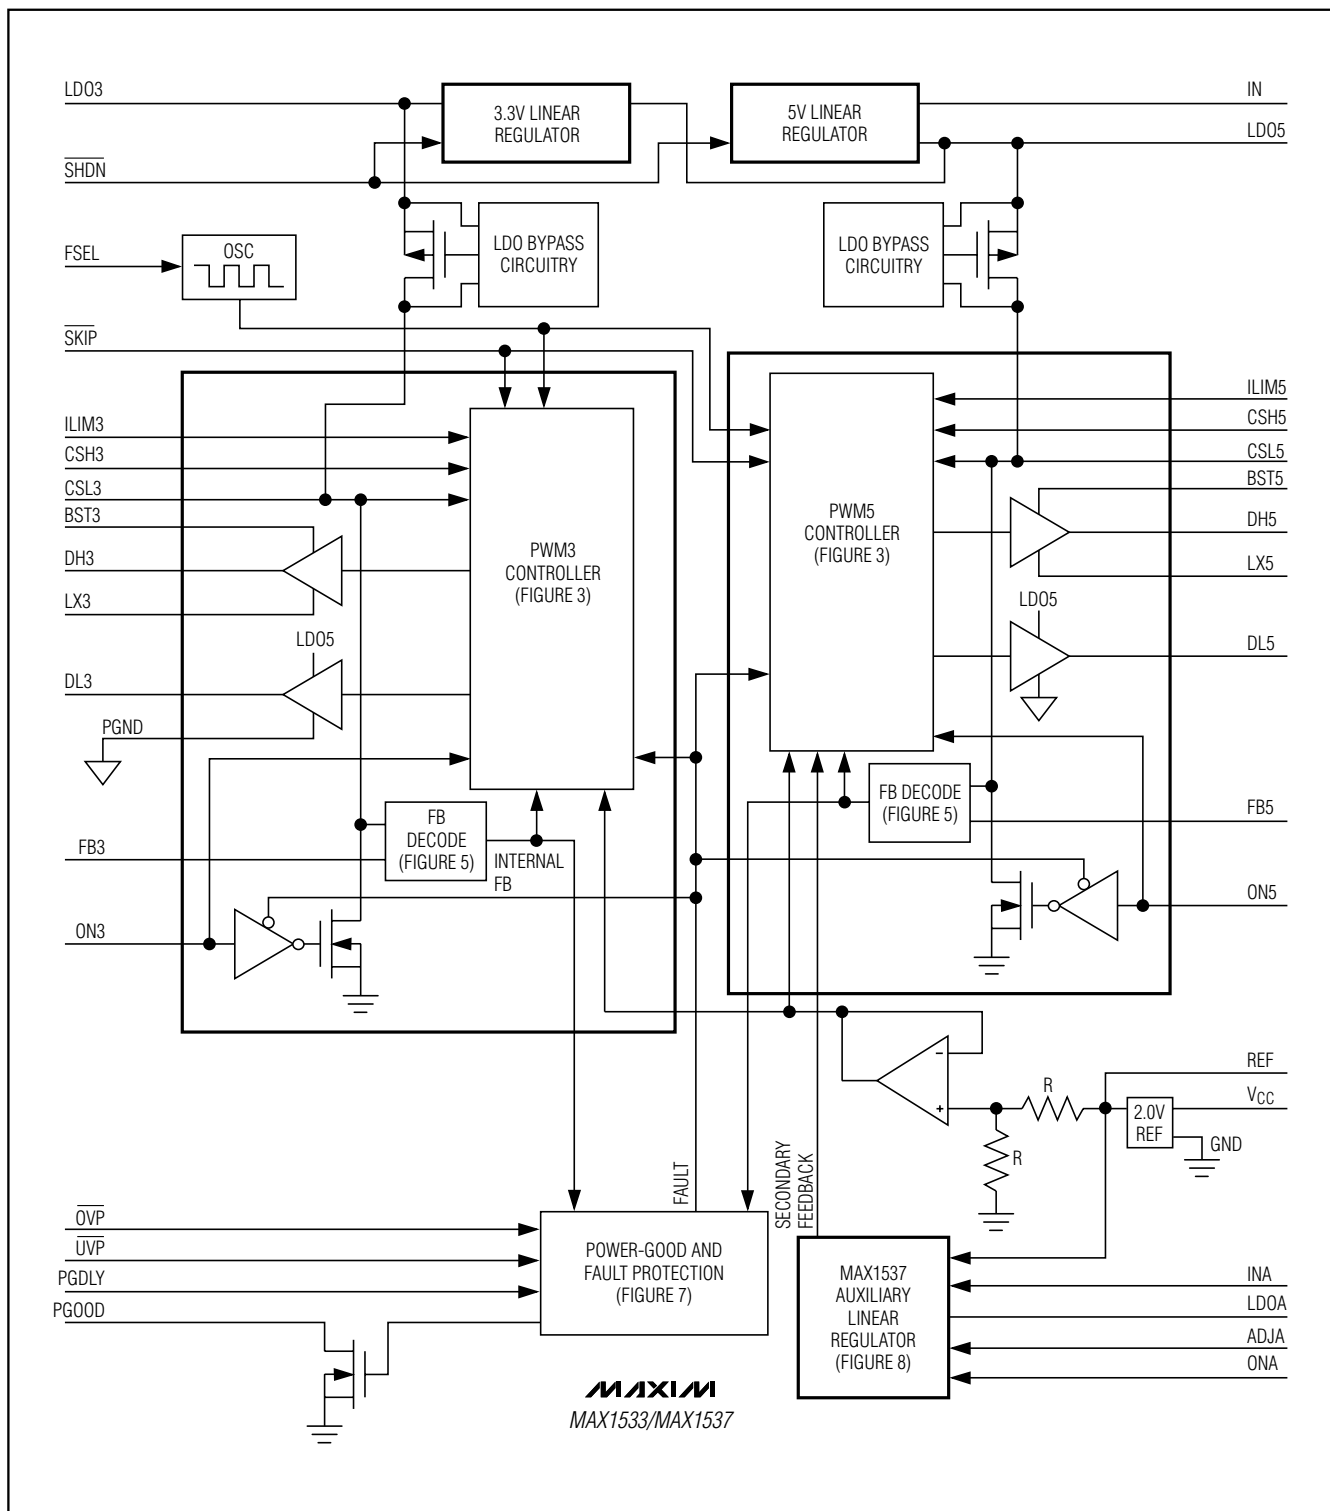 LDO3
3.3V LINEAR
REGULATOR
5V LINEAR
REGULATOR
IN
LDO5
SHDN
FSEL
OSC
LDO BYPASS
CIRCUITRY
LDO BYPASS
CIRCUITRY
SKIP
ILIM3
CSH3
CSL3
BST3
DH3
LX3
LDO5
DL3
PGND
PWM3
CONTROLLER
(FIGURE 3)
PWM5
CONTROLLER
(FIGURE 3)
ILIM5
CSH5
CSL5
BST5
DH5
LX5
LDO5
DL5
FB
DECODE
(FIGURE 5)
INTERNAL
FB
FB3
ON3
FB DECODE
(FIGURE 5)
FB5
ON5
-
+
R
R
2.0V
REF
REF
VCC
GND
FAULT
SECONDARY
FEEDBACK
OVP
UVP
PGDLY
PGOOD
POWER-GOOD AND
FAULT PROTECTION
(FIGURE 7)
MAX1537
AUXILIARY
LINEAR
REGULATOR
(FIGURE 8)
INA
LDOA
ADJA
ONA
MAXIM
MAX1533/MAX1537